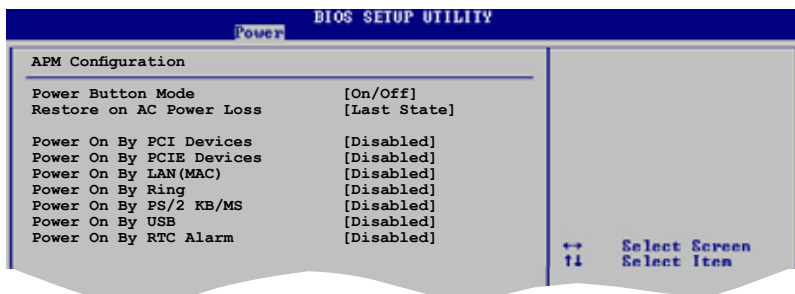 BIOS SETUP UTILITY
Power
APM Configuration
Power Button Mode [On/Off]
Restore on AC Power Loss [Last State]
Power On By PCI Devices [Disabled]
Power On By PCIE Devices [Disabled]
Power On By LAN(MAC) [Disabled]
Power On By Ring [Disabled]
Power On By PS/2 KB/MS [Disabled]
Power On By USB [Disabled]
Power On By RTC Alarm [Disabled]
↔ Select Screen
↑↓ Select Item